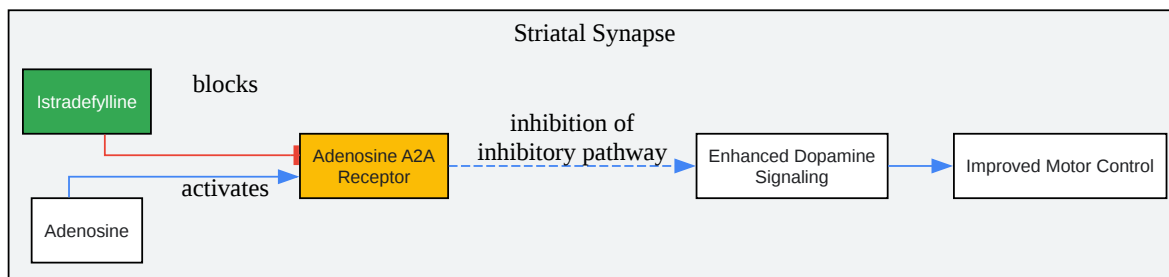 Striatal Synapse
Istradefylline
blocks
Adenosine A2A
Receptor
inhibition of
inhibitory pathway
Enhanced Dopamine
Signaling
Improved Motor Control
activates
Adenosine